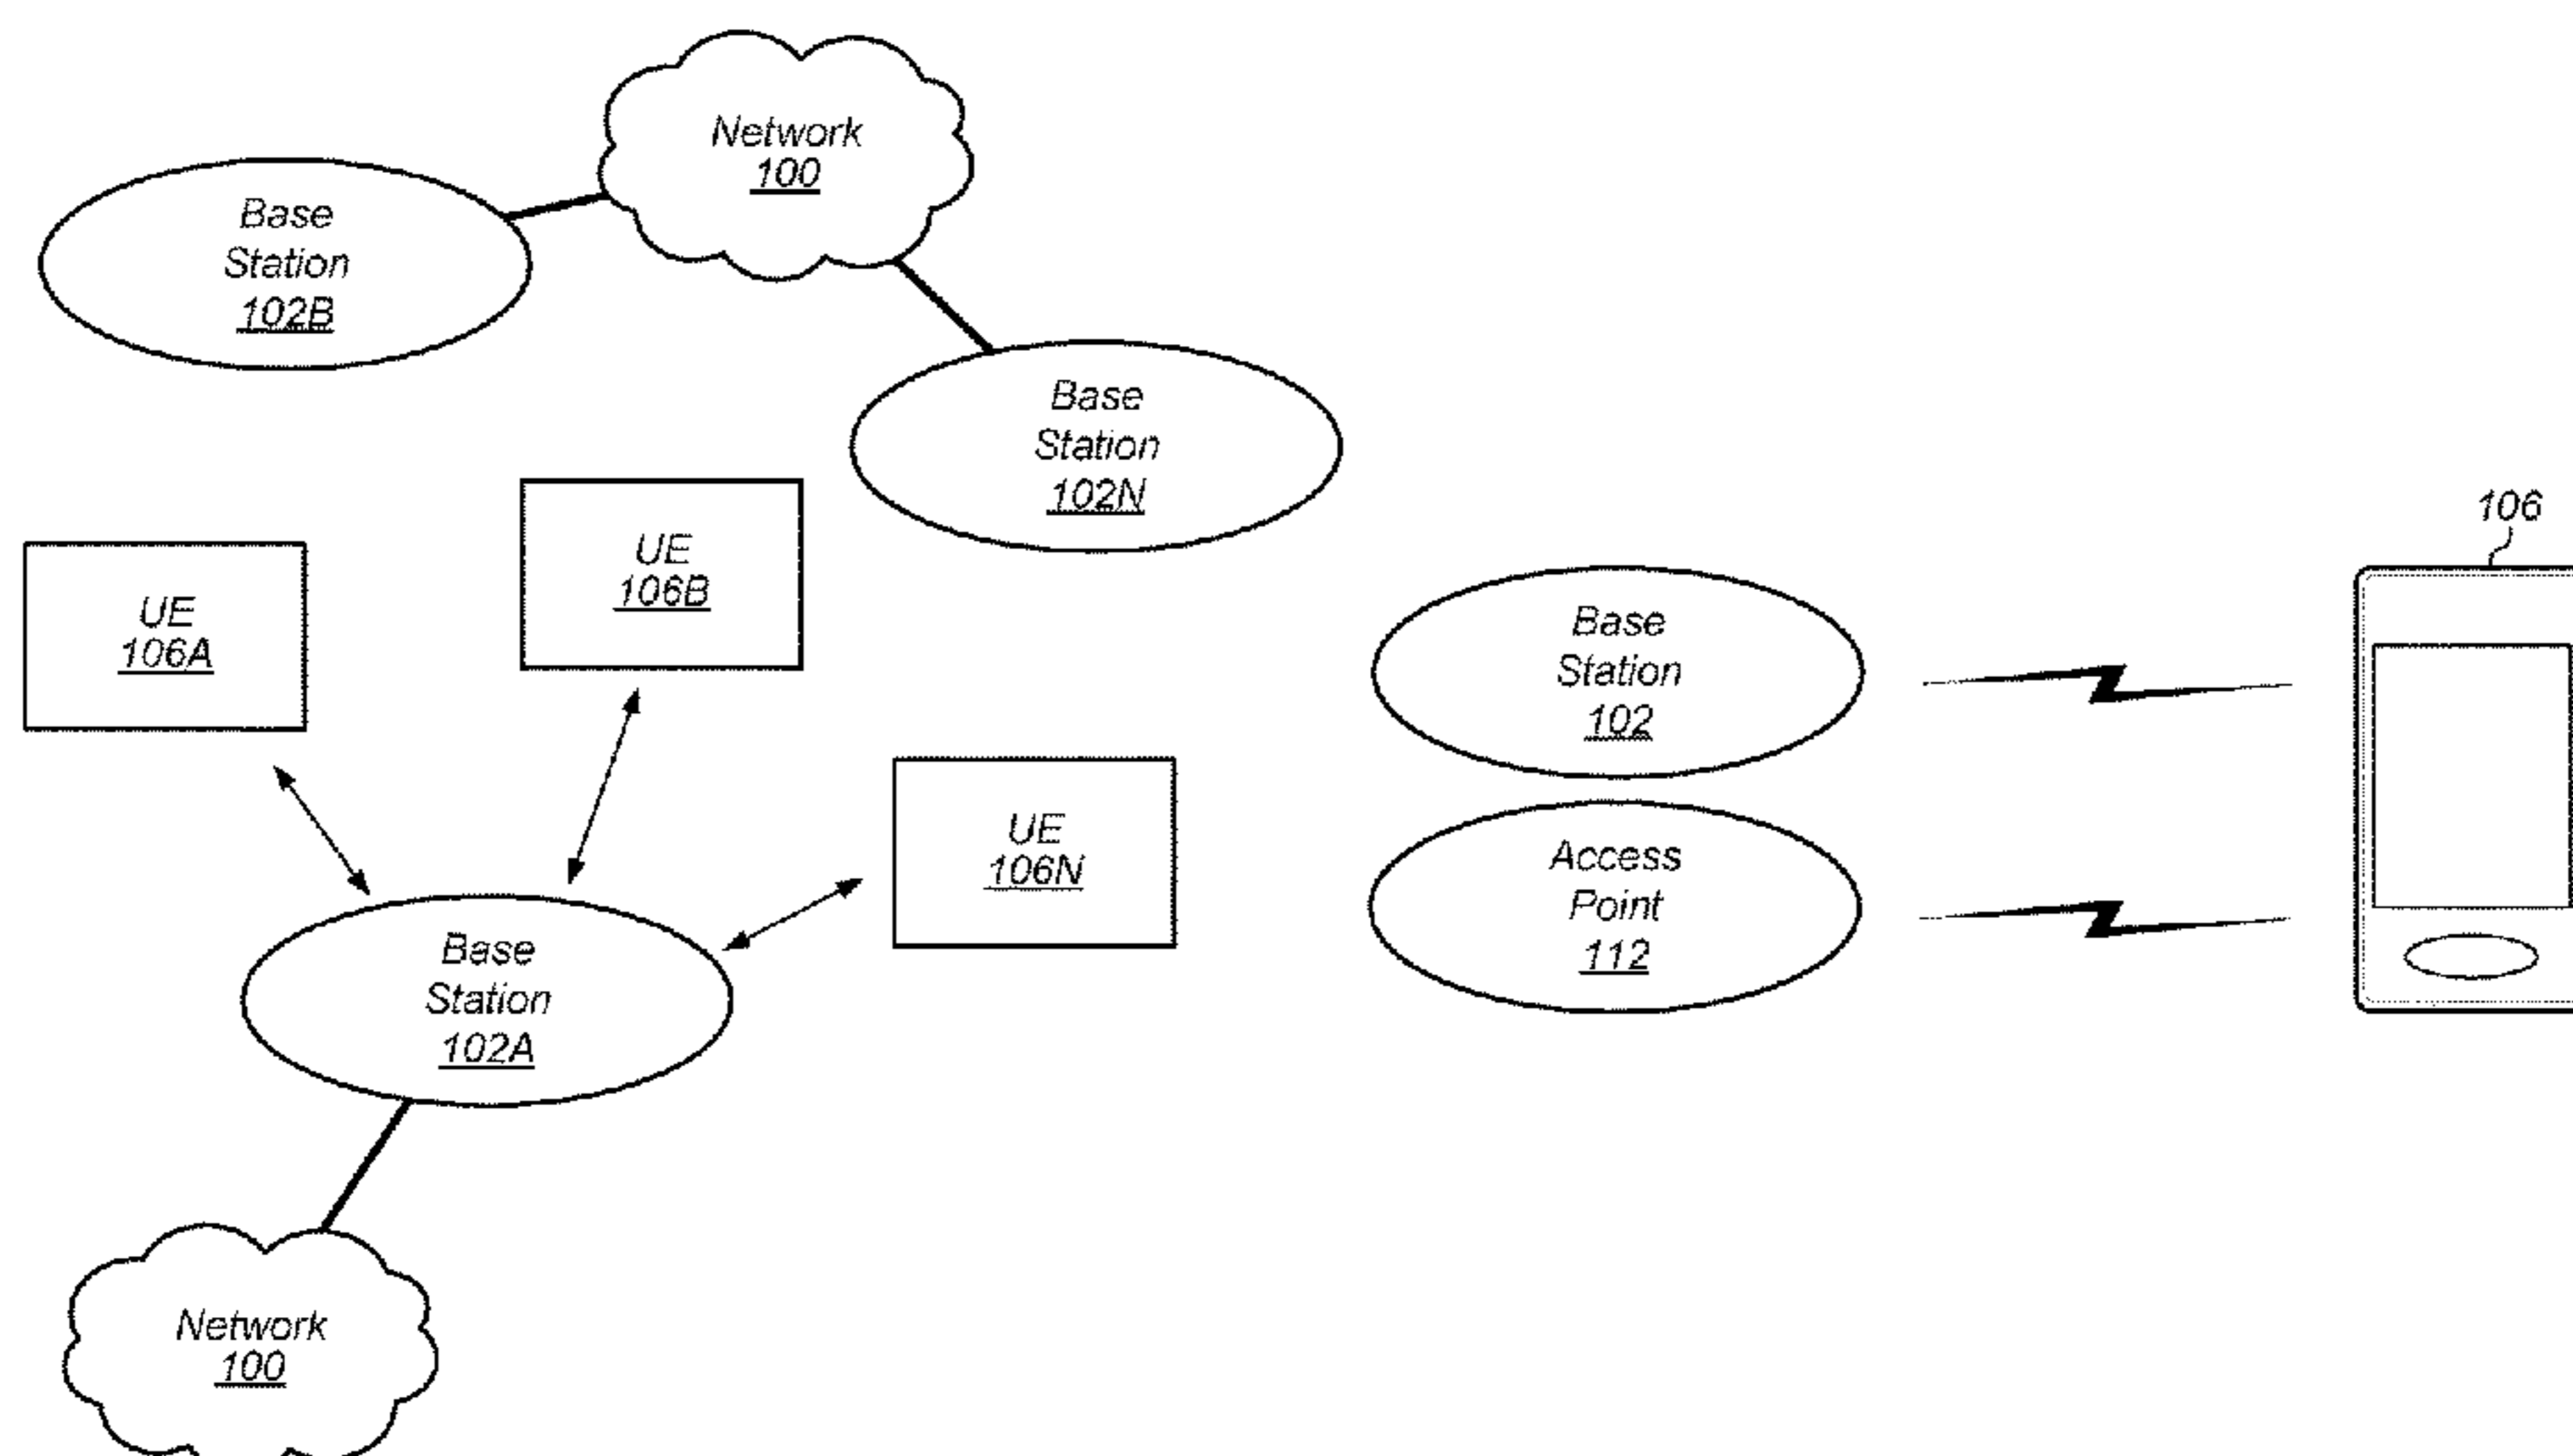 Network
100
Base
Station
102B
Base
Station
102N
UE
106B
UE
106A
UE
106N
Base
Station
102A
Network
100
106
Base
Station
102
Access
Point
112